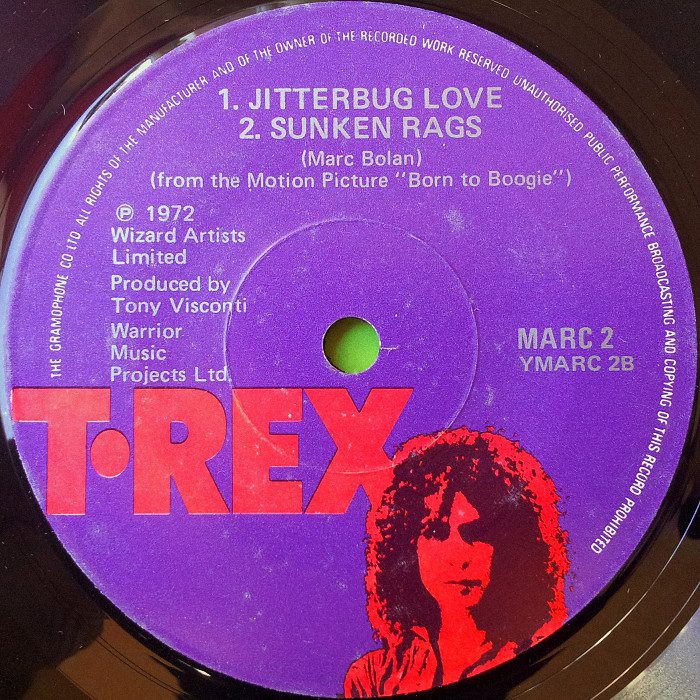 THE GRAMOPHONE CO LTD ALL RIGHTS OF THE MANUFACTURER AND OF THE OWNER OF THE RECORDED WORK RESERVED UNAUTHORISED PUBLIC PERFORMANCE BROADCASTING AND COPYING OF THIS RECORD PROHIBITED
1. JITTERBUG LOVE
2. SUNKEN RAGS
(Marc Bolan)
(from the Motion Picture "Born to Boogie")
℗ 1972
Wizard Artists
Limited
Produced by
Tony Visconti
Warrior
Music
Projects Ltd
MARC 2
YMARC 2B
T·REX